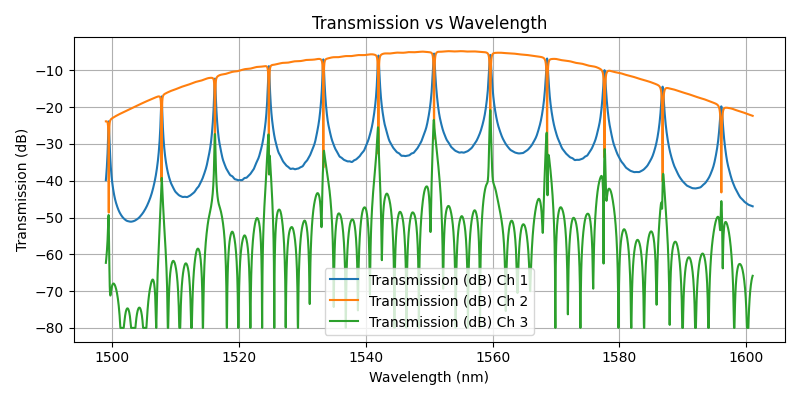 Transmission vs Wavelength
Transmission (dB)
−10
−20
−30
−40
−50
−60
−70
−80
Transmission (dB) Ch 1
Transmission (dB) Ch 2
Transmission (dB) Ch 3
1500
1520
1540
1560
1580
1600
Wavelength (nm)